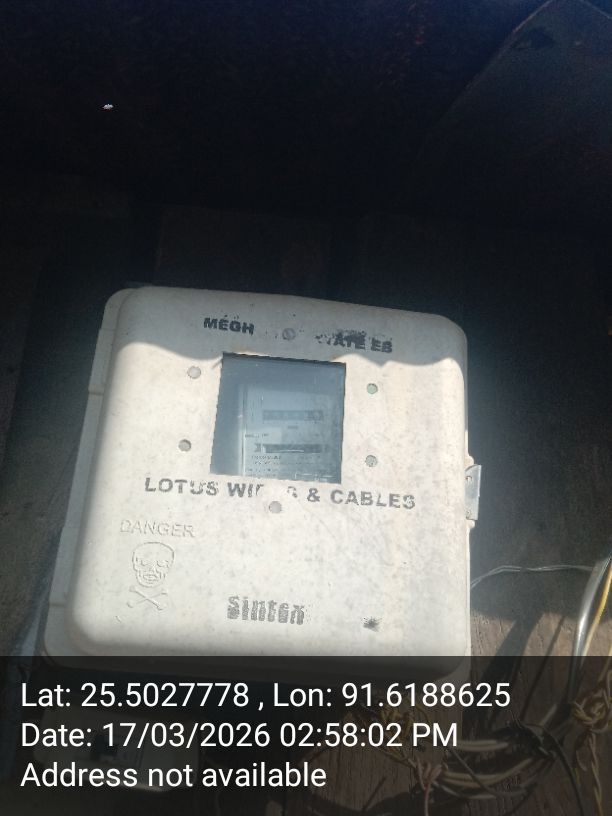 MEGH ATE EB
LOTUS & CABLES
DANGER
Sintex
Lat: 25.5027778 , Lon: 91.6188625
Date: 17/03/2026 02:58:02 PM
Address not available